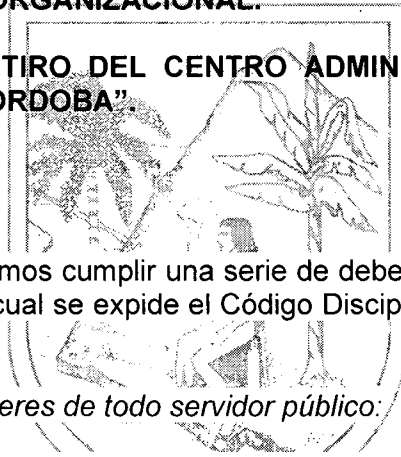 ORGANIZACIONAL.
TIRO DEL CENTRO ADMIN
ÓRDOBA".
mos cumplir una serie de debe
cual se expide el Código Discip
eres de todo servidor público: